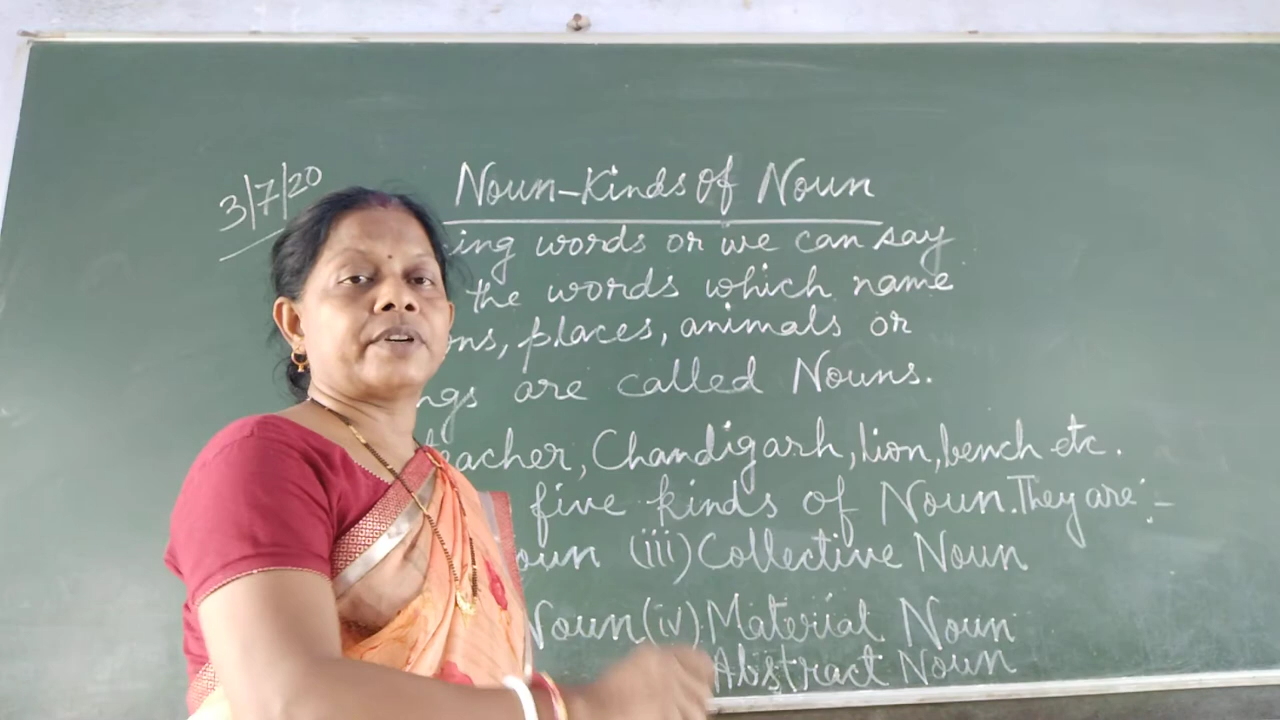 3/7/20
Noun-Kinds of Noun
ing words or we can say
the words which name
ons, places, animals or
ngs are called Nouns.
teacher, Chandigarh, lion, bench etc.
five kinds of Noun. They are:-
oun (iii) Collective Noun
Noun (iv) Material Noun
Abstract Noun